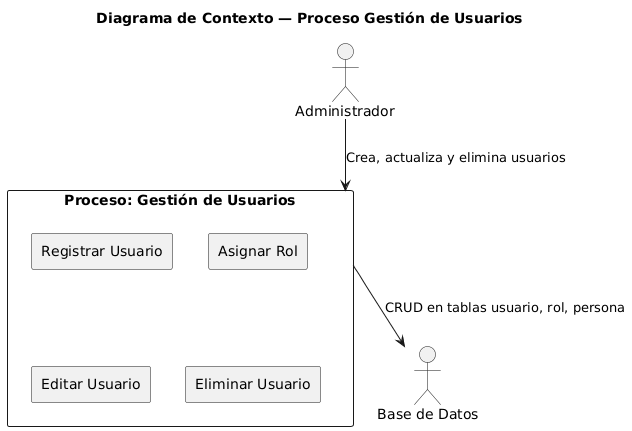 Diagrama de Contexto — Proceso Gestión de Usuarios
Administrador
Crea, actualiza y elimina usuarios
Proceso: Gestión de Usuarios
Registrar Usuario
Asignar Rol
CRUD en tablas usuario, rol, persona
Editar Usuario
Eliminar Usuario
Base de Datos